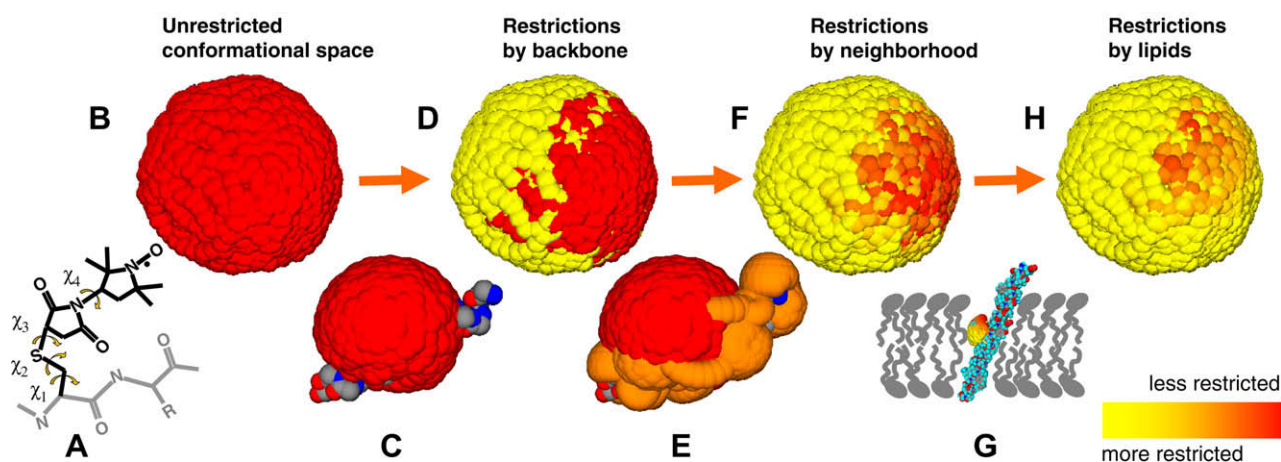 Unrestricted
conformational space
Restrictions
by backbone
Restrictions
by neighborhood
Restrictions
by lipids
B
D
F
H
O
N
χ4
O
N
χ3
O
S
χ2
χ1
N
O
N
R
O
A
C
E
G
less restricted
more restricted